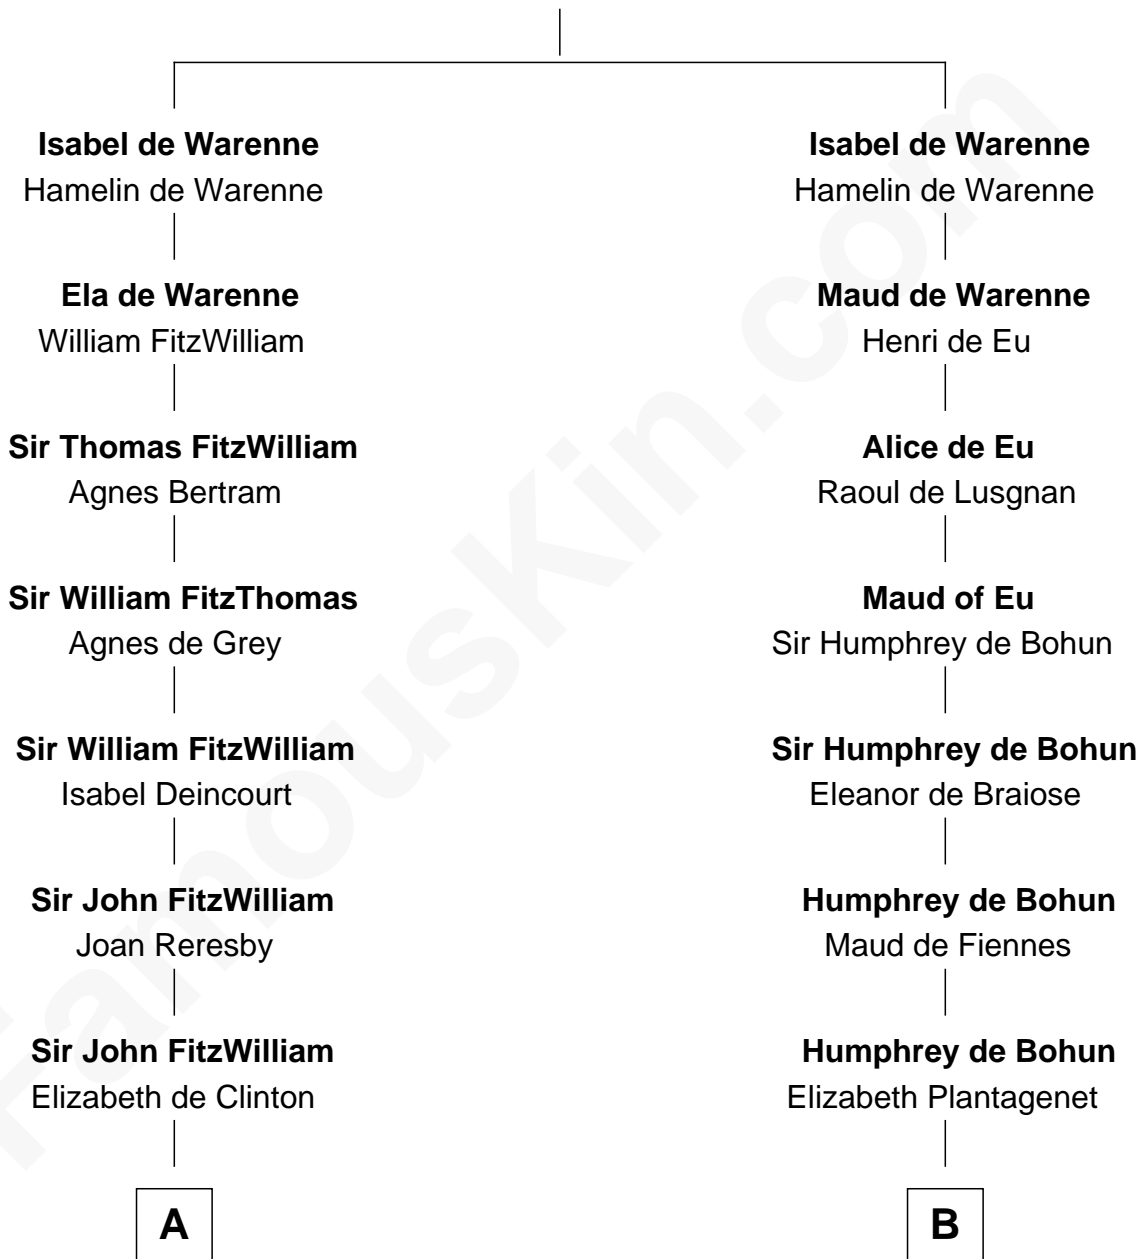 Isabel de Warenne
Hamelin de Warenne
Ela de Warenne
William FitzWilliam
Sir Thomas FitzWilliam
Agnes Bertram
Sir William FitzThomas
Agnes de Grey
Sir William FitzWilliam
Isabel Deincourt
Sir John FitzWilliam
Joan Reresby
Sir John FitzWilliam
Elizabeth de Clinton
A
Isabel de Warenne
Hamelin de Warenne
Maud de Warenne
Henri de Eu
Alice de Eu
Raoul de Lusgnan
Maud of Eu
Sir Humphrey de Bohun
Sir Humphrey de Bohun
Eleanor de Braiose
Humphrey de Bohun
Maud de Fiennes
Humphrey de Bohun
Elizabeth Plantagenet
B
FamousKin.com